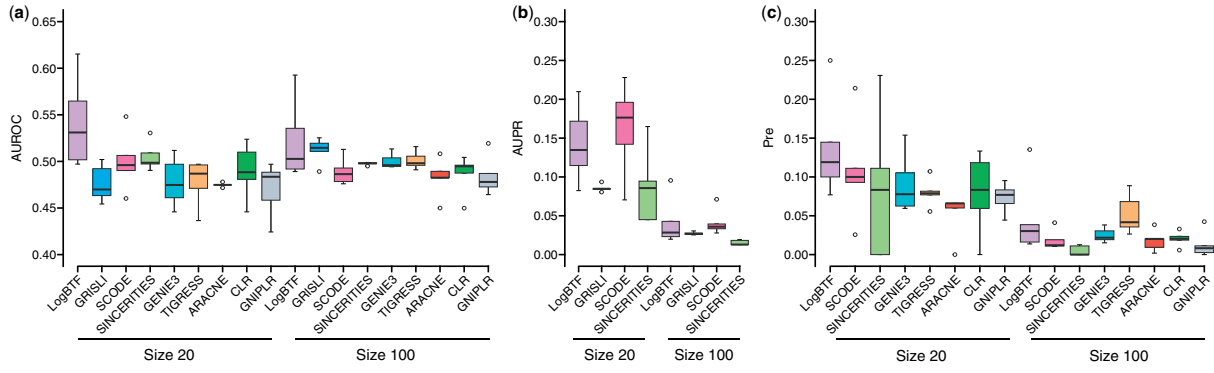 (a)
AUROC
0.65
0.60
0.55
0.50
0.45
0.40
LogBTF
GRISLI
SCODE
SINCERITIES
GENIE3
TIGRESS
ARACNE
CLR
GNIPLR
LogBTF
GRISLI
SCODE
SINCERITIES
GENIE3
TIGRESS
ARACNE
CLR
GNIPLR
Size 20
Size 100
(b)
AUPR
0.30
0.25
0.20
0.15
0.10
0.05
0.00
LogBTF
GRISLI
SCODE
SINCERITIES
LogBTF
GRISLI
SCODE
SINCERITIES
Size 20
Size 100
(c)
Pre
0.30
0.25
0.20
0.15
0.10
0.05
0.00
LogBTF
SCODE
SINCERITIES
GENIE3
TIGRESS
ARACNE
CLR
GNIPLR
LogBTF
SCODE
SINCERITIES
GENIE3
TIGRESS
ARACNE
CLR
GNIPLR
Size 20
Size 100